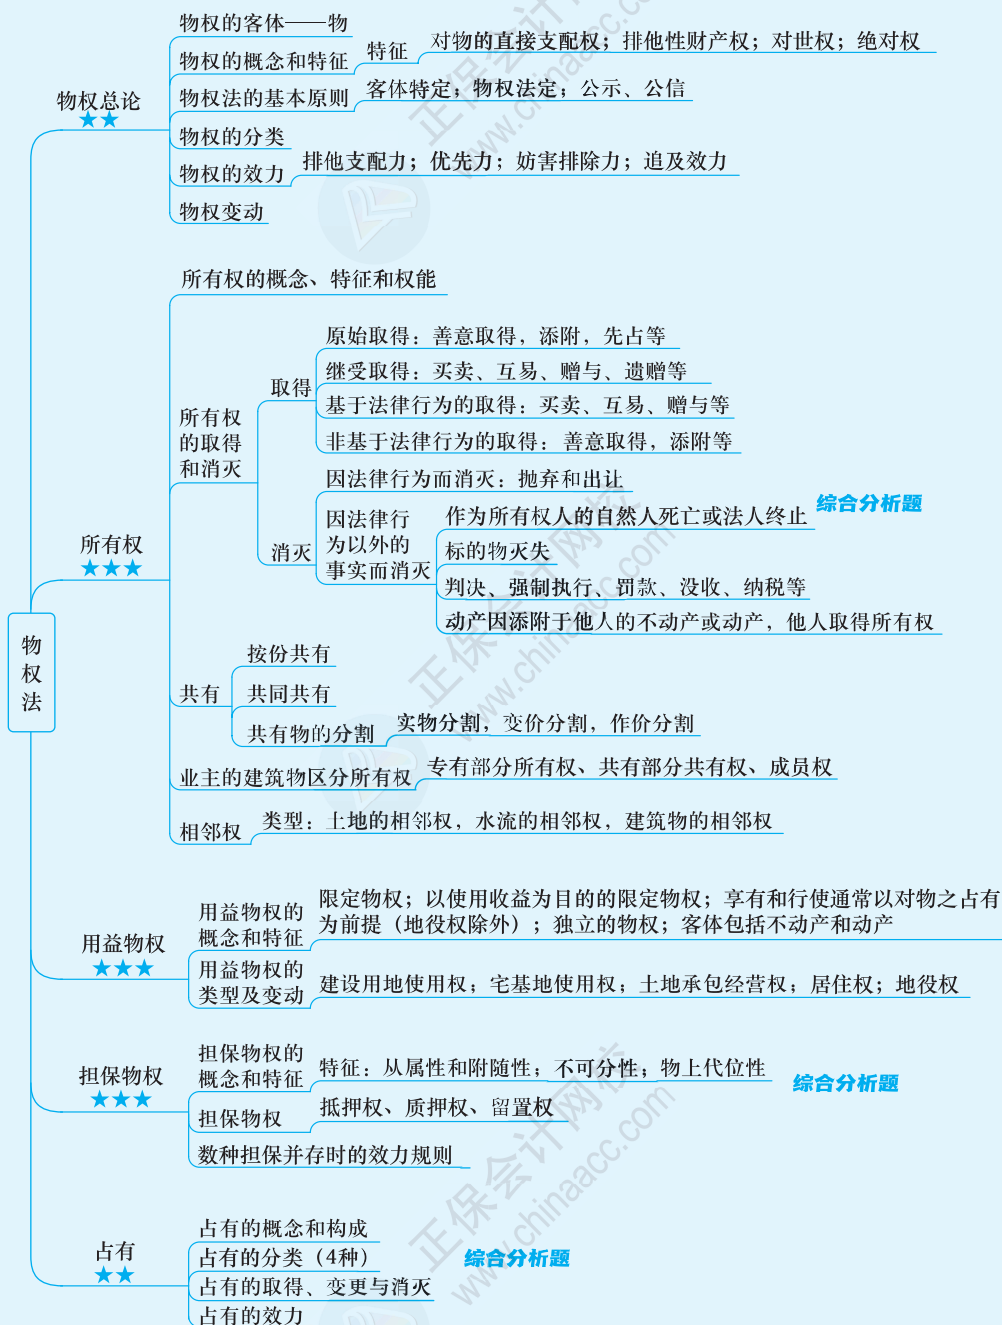 物权法
物权总论
★★
物权的客体——物
物权的概念和特征
特征
对物的直接支配权；排他性财产权；对世权；绝对权
物权法的基本原则
客体特定；物权法定；公示、公信
物权的分类
物权的效力
排他支配力；优先力；妨害排除力；追及效力
物权变动
所有权
★★★
所有权的概念、特征和权能
所有权
的取得
和消灭
取得
原始取得：善意取得，添附，先占等
继受取得：买卖、互易、赠与、遗赠等
基于法律行为的取得：买卖、互易、赠与等
非基于法律行为的取得：善意取得，添附等
消灭
因法律行为而消灭：抛弃和出让
因法律行
为以外的
事实而消灭
作为所有权人的自然人死亡或法人终止
标的物灭失
判决、强制执行、罚款、没收、纳税等
动产因添附于他人的不动产或动产，他人取得所有权
综合分析题
共有
按份共有
共同共有
共有物的分割
实物分割，变价分割，作价分割
业主的建筑物区分所有权
专有部分所有权、共有部分共有权、成员权
相邻权
类型：土地的相邻权，水流的相邻权，建筑物的相邻权
用益物权
★★★
用益物权的
概念和特征
限定物权；以使用收益为目的的限定物权；享有和行使通常以对物之占有
为前提（地役权除外）；独立的物权；客体包括不动产和动产
用益物权的
类型及变动
建设用地使用权；宅基地使用权；土地承包经营权；居住权；地役权
担保物权
★★★
担保物权的
概念和特征
特征：从属性和附随性；不可分性；物上代位性
担保物权
抵押权、质押权、留置权
数种担保并存时的效力规则
综合分析题
占有
★★
占有的概念和构成
占有的分类（4种）
占有的取得、变更与消灭
占有的效力
综合分析题
正保会计网校
www.chinaacc.com
正保会计网校
www.chinaacc.com
正保会计网校
www.chinaacc.com